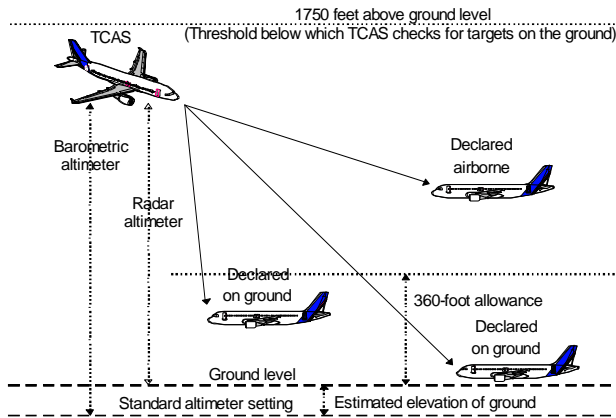 1750 feet above ground level
(Threshold below which TCAS checks for targets on the ground)
TCAS
Barometric
altimeter
Radar
altimeter
Declared
airborne
Declared
on ground
360-foot allowance
Declared
on ground
Ground level
Standard altimeter setting
Estimated elevation of ground